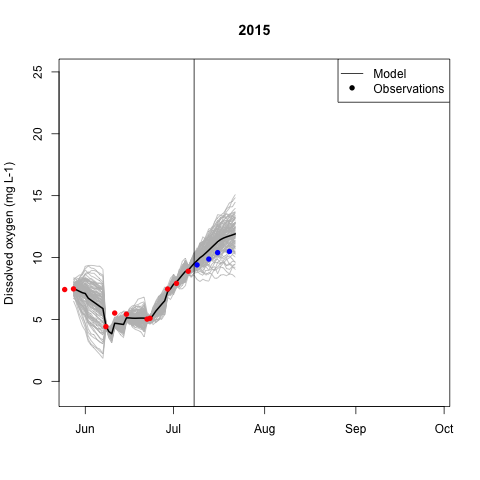 2015
Dissolved oxygen (mg L-1)
25
20
15
10
5
0
Model
Observations
Jun
Jul
Aug
Sep
Oct